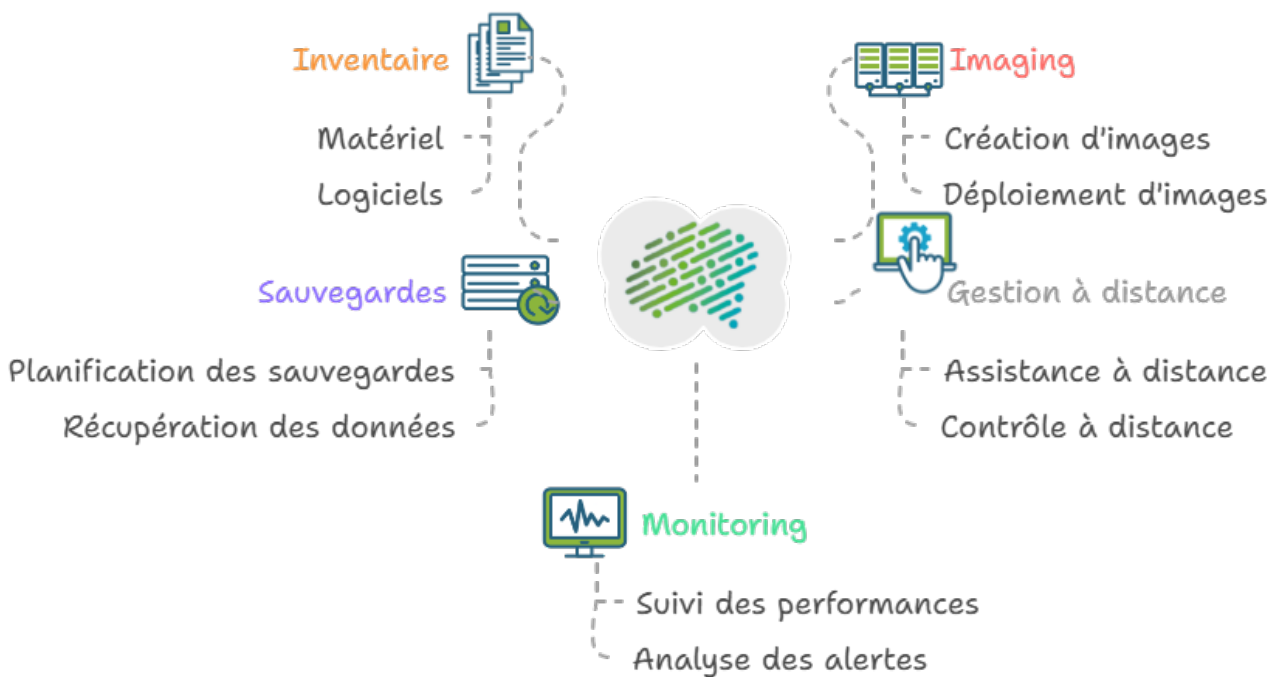 Inventaire
Matériel
Logiciels
Imaging
Création d'images
Déploiement d'images
Sauvegardes
Planification des sauvegardes
Récupération des données
Gestion à distance
Assistance à distance
Contrôle à distance
Monitoring
Suivi des performances
Analyse des alertes